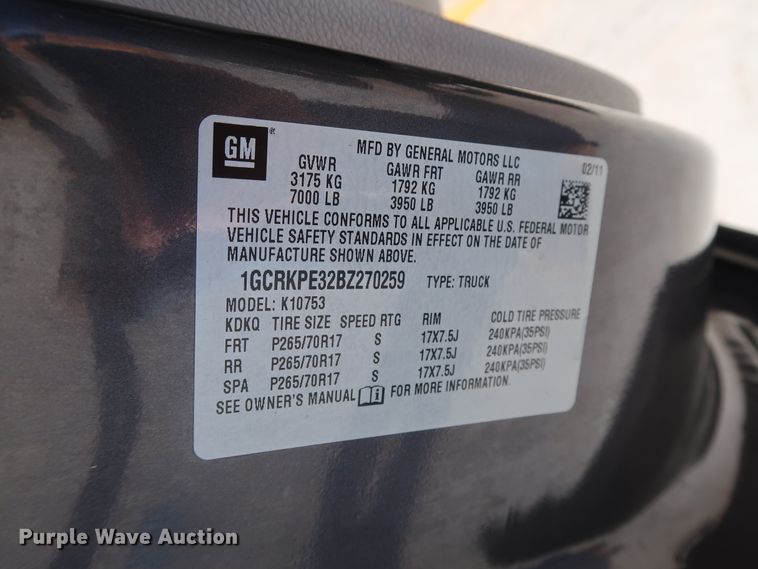 GM ®
MFD BY GENERAL MOTORS LLC 02/11
GVWR GAWR FRT GAWR RR
3175 KG 1792 KG 1792 KG
7000 LB 3950 LB 3950 LB
THIS VEHICLE CONFORMS TO ALL APPLICABLE U.S. FEDERAL MOTOR
VEHICLE SAFETY STANDARDS IN EFFECT ON THE DATE OF
MANUFACTURE SHOWN ABOVE.
1GCRKPE32BZ270259 TYPE: TRUCK
MODEL: K10753
KDKQ TIRE SIZE SPEED RTG RIM COLD TIRE PRESSURE
FRT P265/70R17 S 17X7.5J 240KPA(35PSI)
RR P265/70R17 S 17X7.5J 240KPA(35PSI)
SPA P265/70R17 S 17X7.5J 240KPA(35PSI)
SEE OWNER'S MANUAL i FOR MORE INFORMATION.
Purple Wave Auction